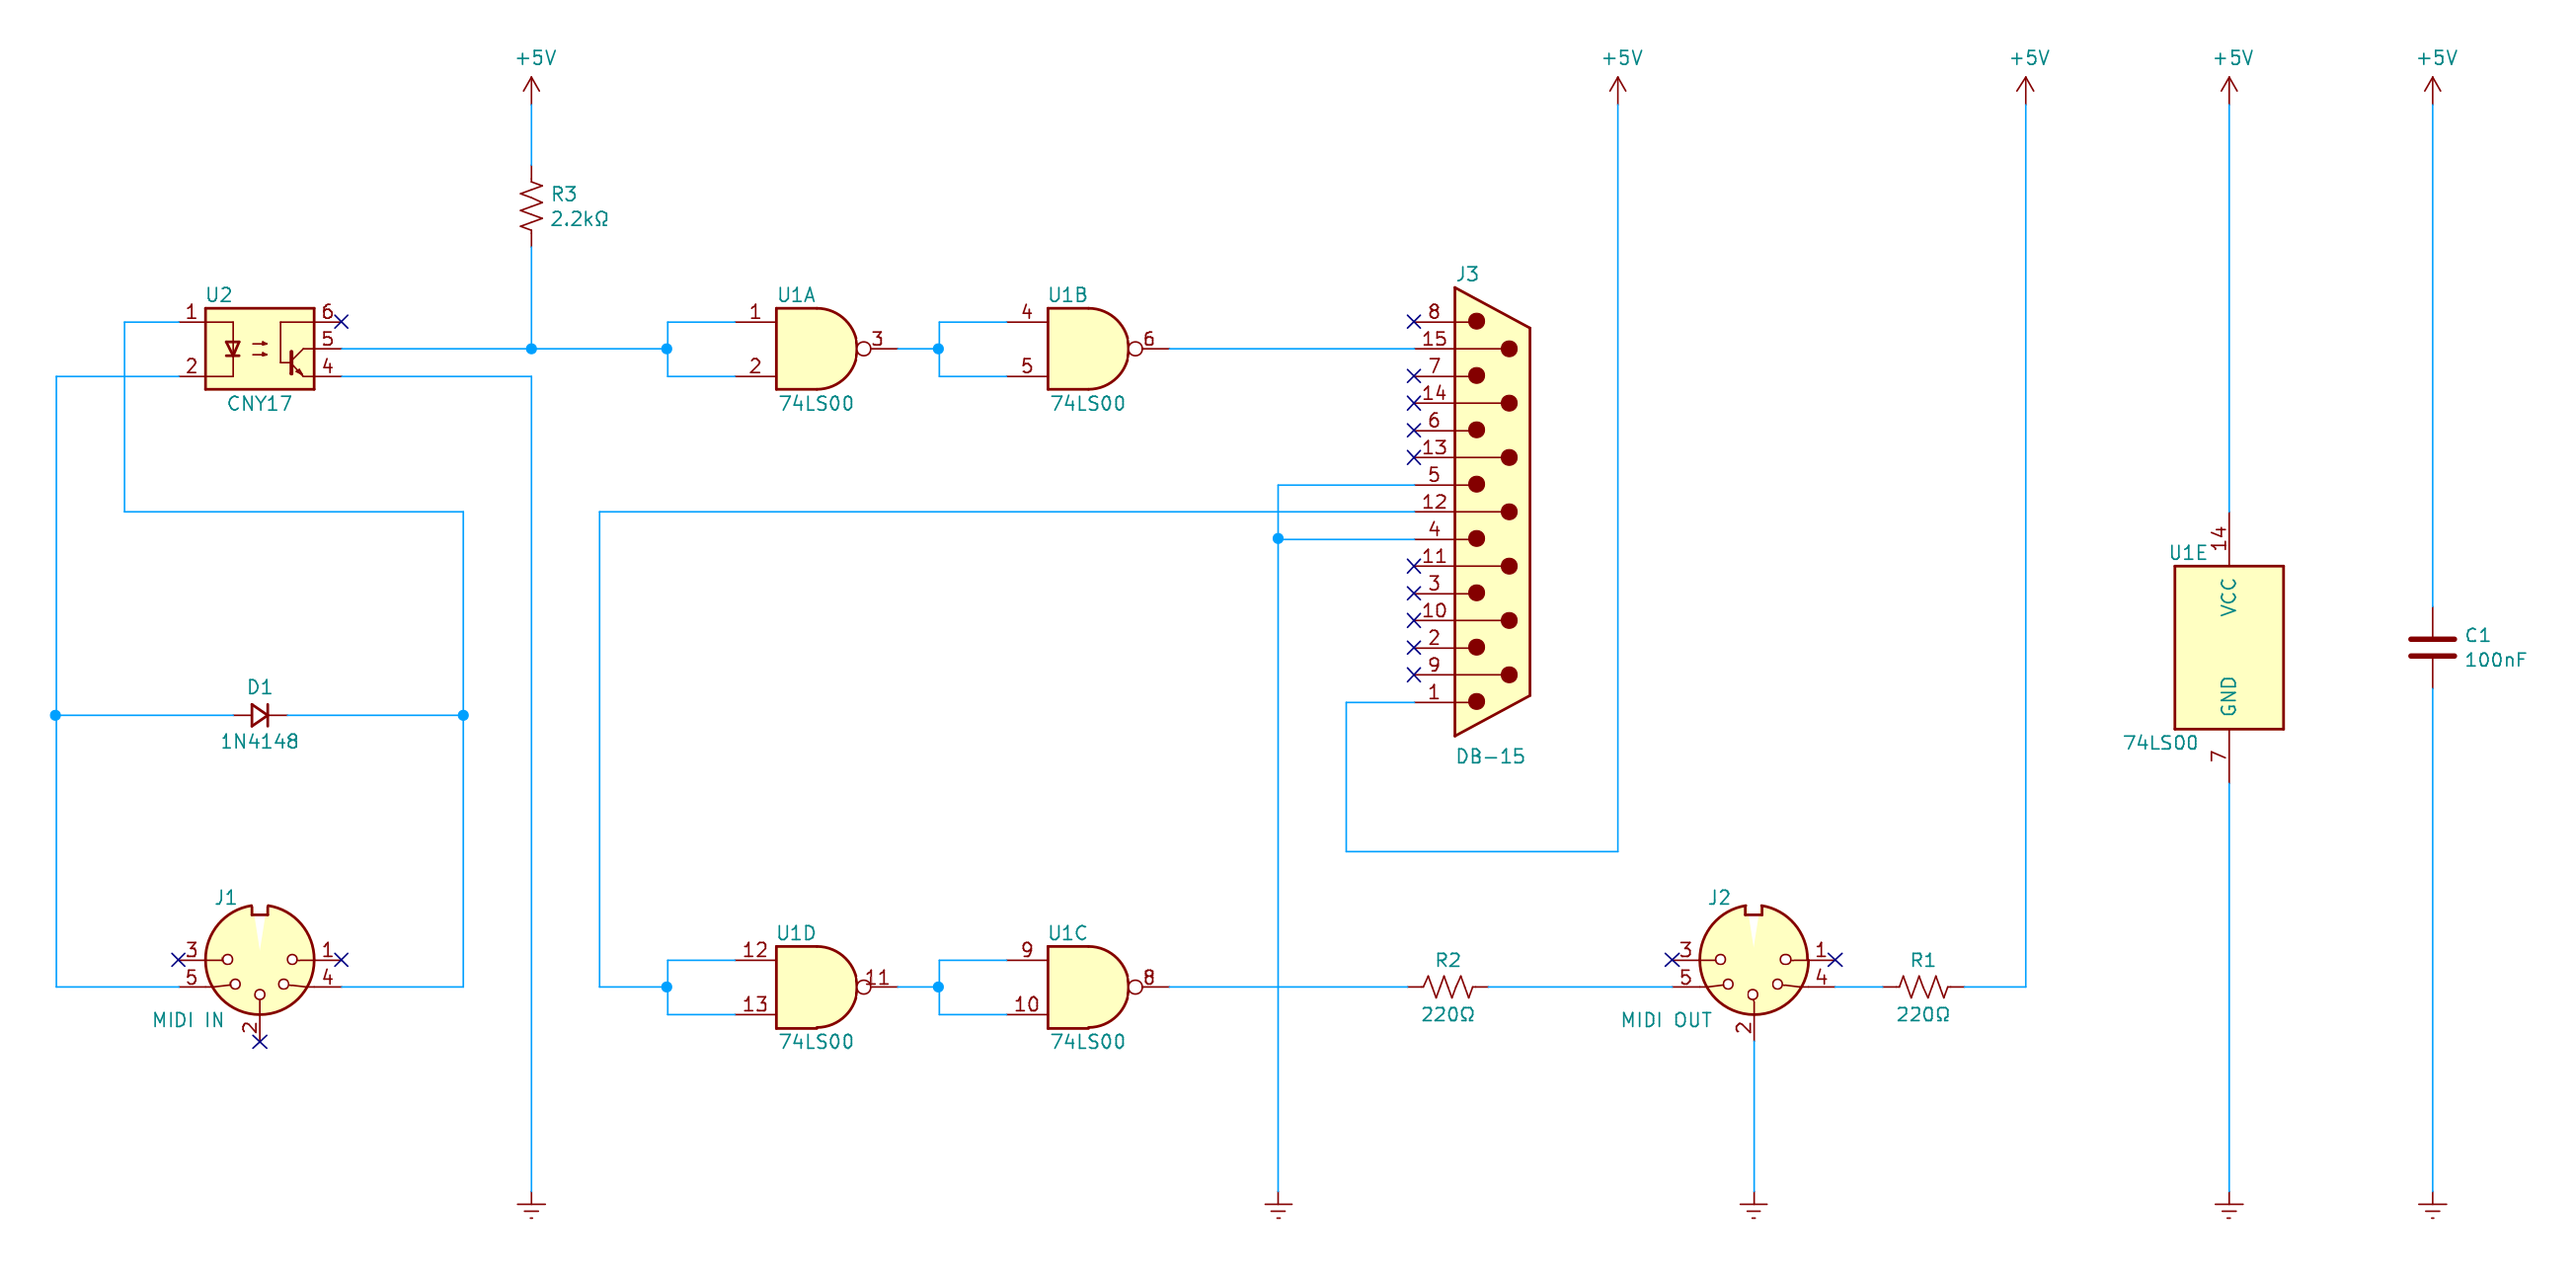 +5V
+5V
+5V
+5V
+5V
R3
2.2kΩ
U2
1
2
6
5
4
CNY17
U1A
1
2
3
74LS00
U1B
4
5
6
74LS00
J3
8
15
7
14
6
13
5
12
4
11
3
10
2
9
1
DB-15
D1
1N4148
J1
3
5
1
4
2
MIDI IN
U1D
12
13
11
74LS00
U1C
9
10
8
74LS00
R2
220Ω
J2
3
5
1
4
2
MIDI OUT
R1
220Ω
U1E
14
VCC
GND
7
74LS00
C1
100nF